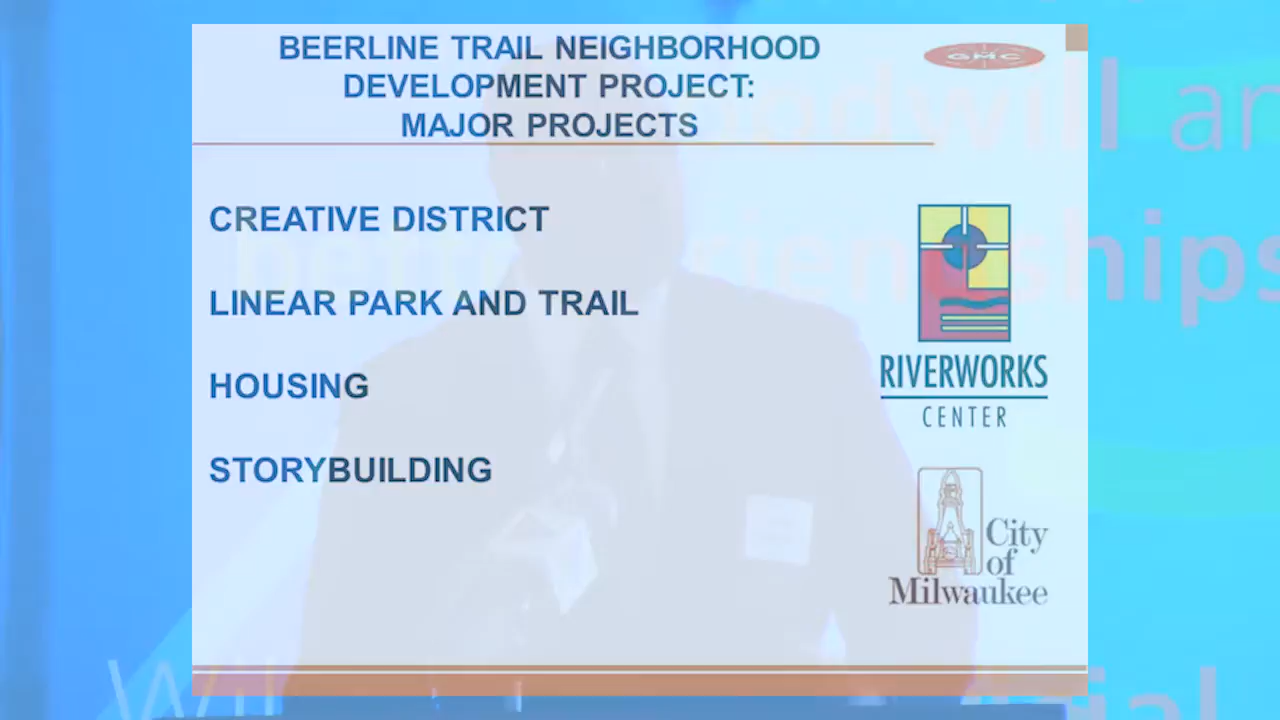 BEERLINE TRAIL NEIGHBORHOOD
DEVELOPMENT PROJECT:
MAJOR PROJECTS
GMC
CREATIVE DISTRICT
LINEAR PARK AND TRAIL
HOUSING
STORYBUILDING
RIVERWORKS
CENTER
City
of
Milwaukee